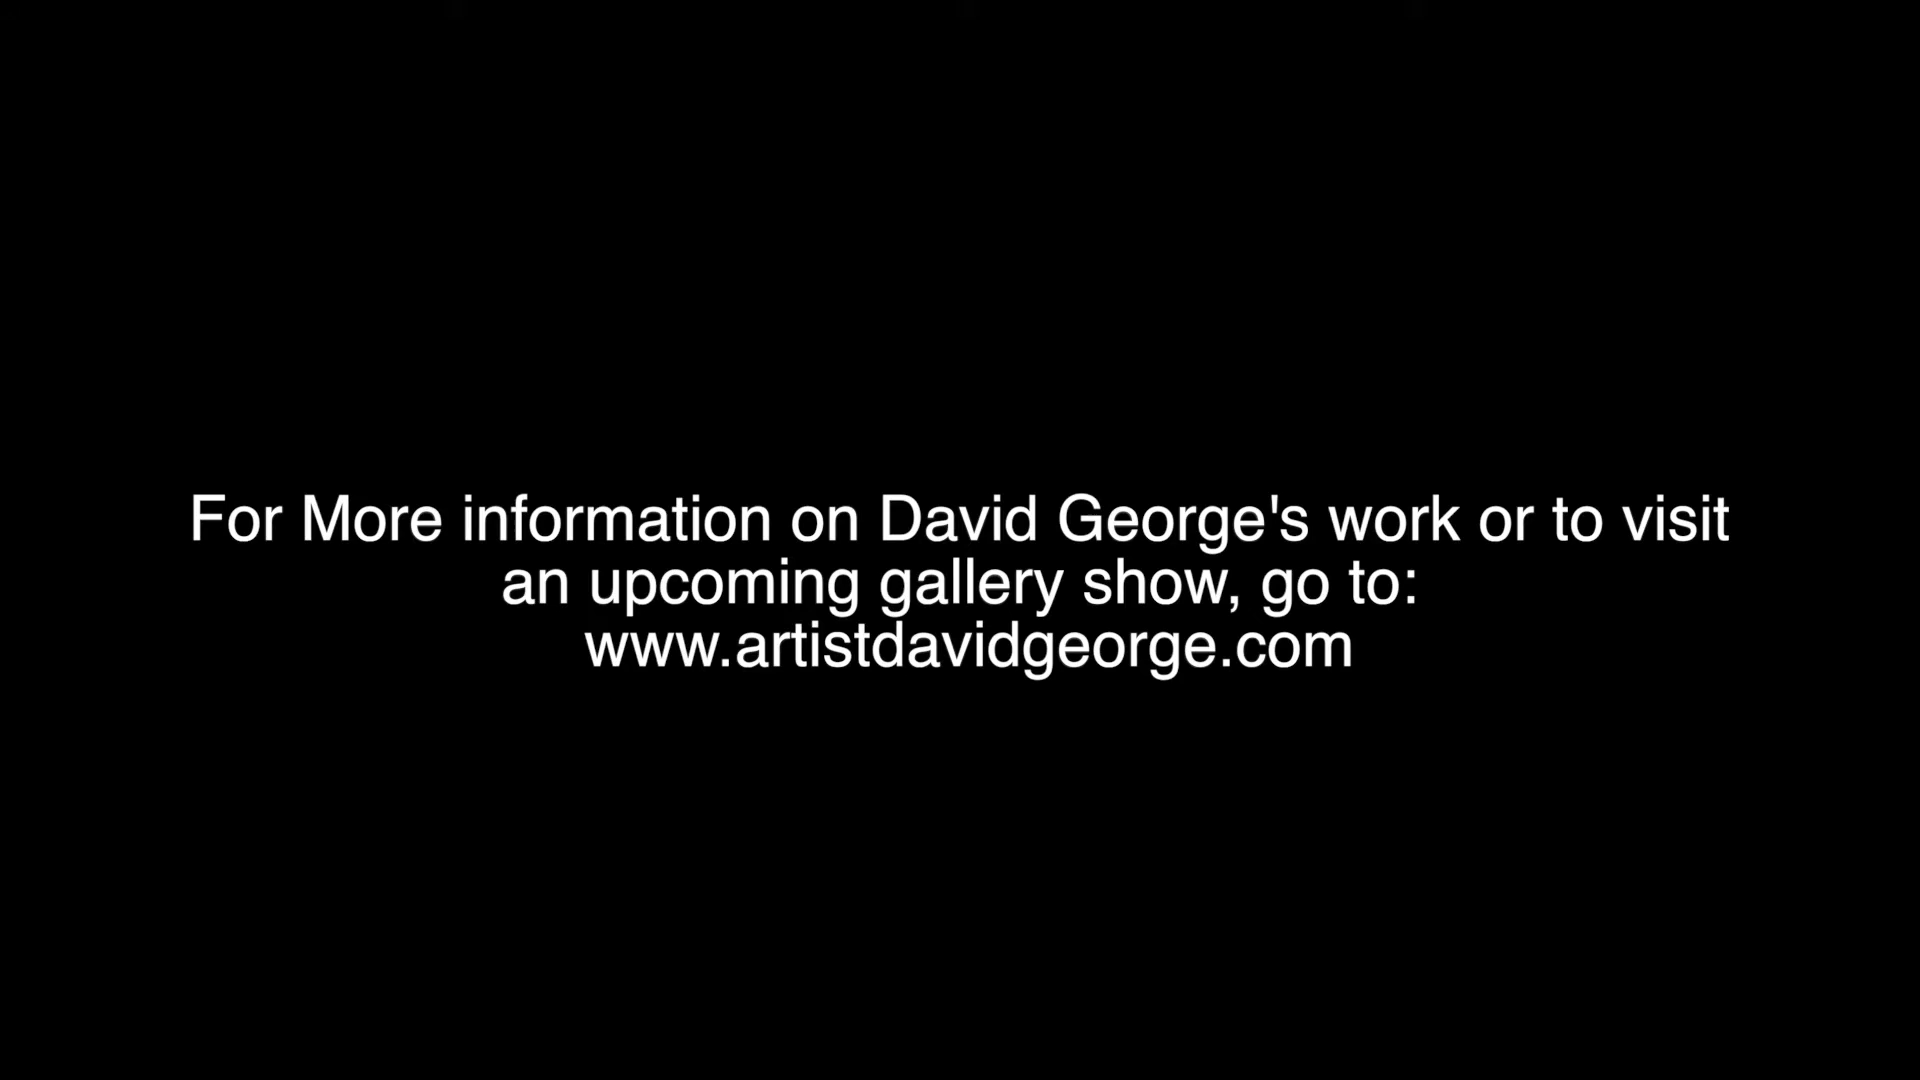 For More information on David George's work or to visit
an upcoming gallery show, go to:
www.artistdavidgeorge.com